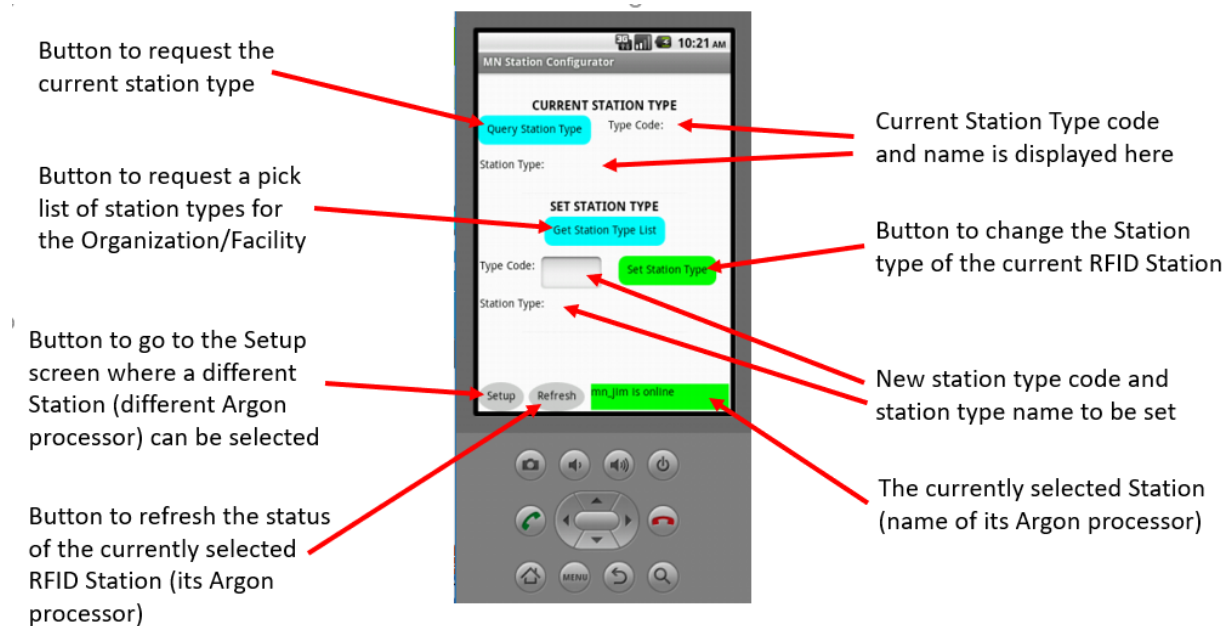 Button to request the
current station type
Button to request a pick
list of station types for
the Organization/Facility
Button to go to the Setup
screen where a different
Station (different Argon
processor) can be selected
Button to refresh the status
of the currently selected
RFID Station (its Argon
processor)
3G
10:21 AM
MN Station Configurator
CURRENT STATION TYPE
Query Station Type
Type Code:
Station Type:
SET STATION TYPE
Get Station Type List
Type Code:
Set Station Type
Station Type:
Setup
Refresh
mn_jim is online
MENU
Current Station Type code
and name is displayed here
Button to change the Station
type of the current RFID Station
New station type code and
station type name to be set
The currently selected Station
(name of its Argon processor)